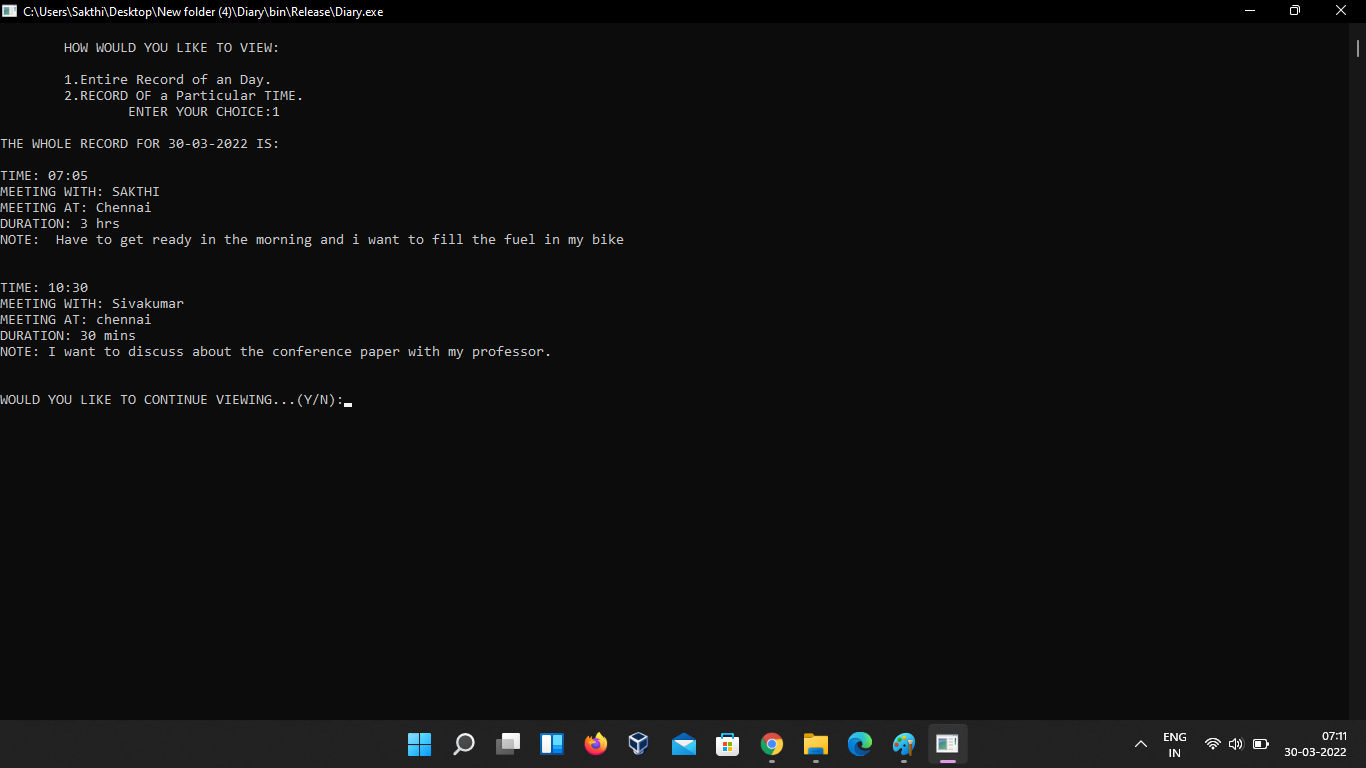 C:\Users\Sakthi\Desktop\New folder (4)\Diary\bin\Release\Diary.exe
HOW WOULD YOU LIKE TO VIEW:
1.Entire Record of an Day.
2.RECORD OF a Particular TIME.
ENTER YOUR CHOICE:1
THE WHOLE RECORD FOR 30-03-2022 IS:
TIME: 07:05
MEETING WITH: SAKTHI
MEETING AT: Chennai
DURATION: 3 hrs
NOTE:  Have to get ready in the morning and i want to fill the fuel in my bike
TIME: 10:30
MEETING WITH: Sivakumar
MEETING AT: chennai
DURATION: 30 mins
NOTE: I want to discuss about the conference paper with my professor.
WOULD YOU LIKE TO CONTINUE VIEWING...(Y/N):
ENG
IN
07:11
30-03-2022